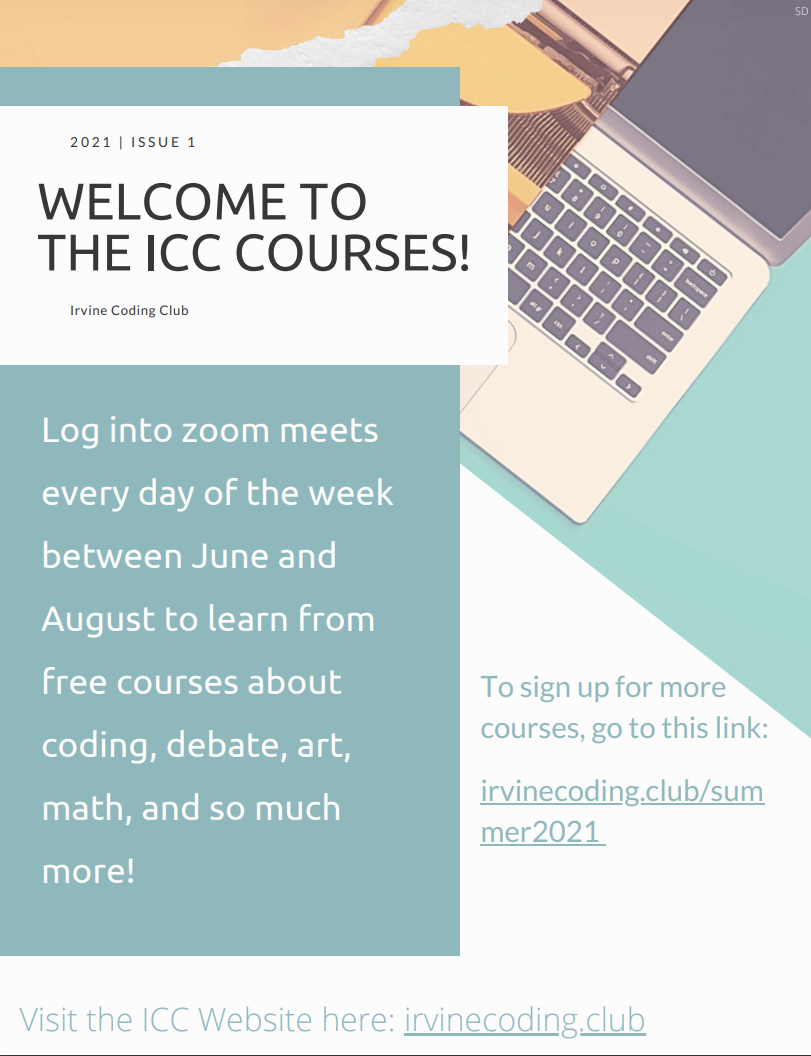 SD
2021 | ISSUE 1
WELCOME TO
THE ICC COURSES!
Irvine Coding Club
Log into zoom meets
every day of the week
between June and
August to learn from
free courses about
coding, debate, art,
math, and so much
more!
To sign up for more
courses, go to this link:
irvinecoding.club/sum
mer2021
Visit the ICC Website here: irvinecoding.club